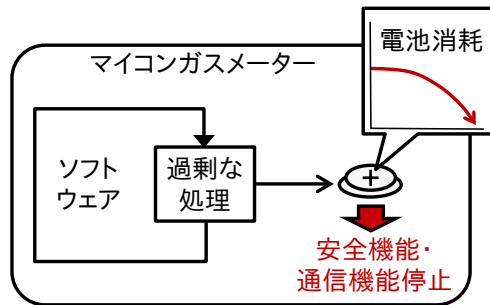 電池消耗
マイコンガスメーター
ソフト
ウェア
過剰な
処理
+
安全機能・
通信機能停止